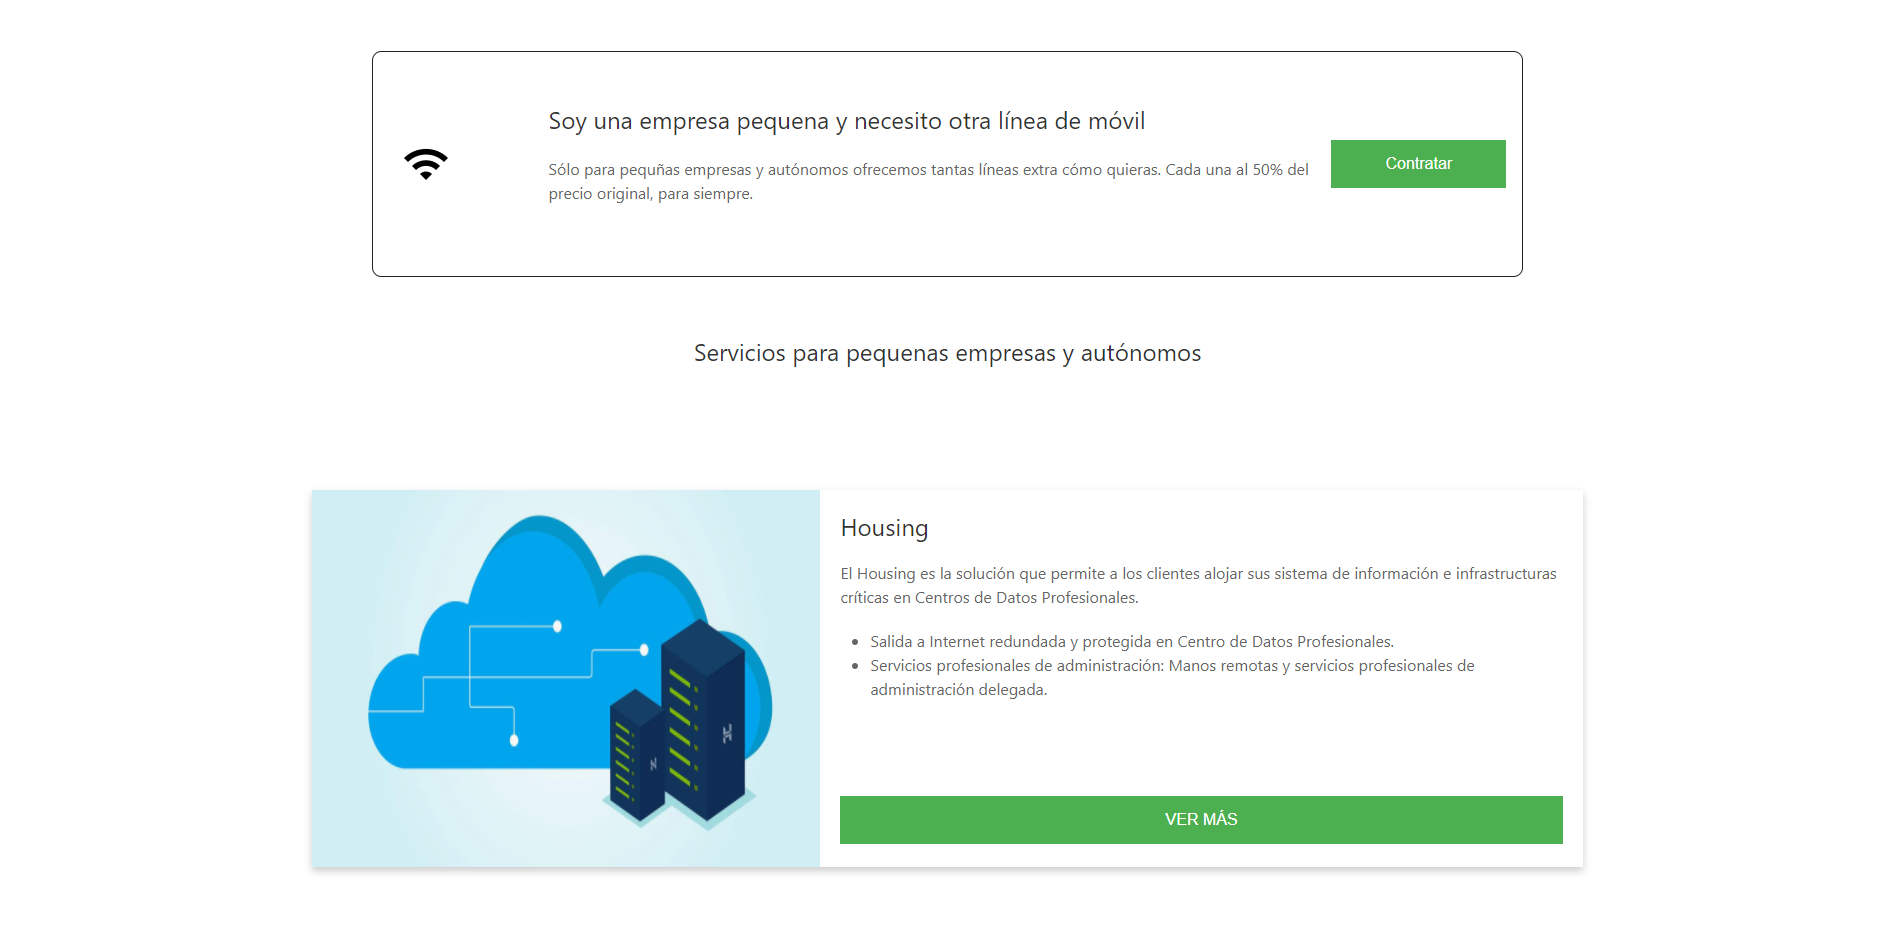 Soy una empresa pequena y necesito otra línea de móvil
Sólo para pequñas empresas y autónomos ofrecemos tantas líneas extra cómo quieras. Cada una al 50% del
precio original, para siempre.
Contratar
Servicios para pequenas empresas y autónomos
Housing
El Housing es la solución que permite a los clientes alojar sus sistema de información e infrastructuras
críticas en Centros de Datos Profesionales.
Salida a Internet redundada y protegida en Centro de Datos Profesionales.
Servicios profesionales de administración: Manos remotas y servicios profesionales de
administración delegada.
VER MÁS